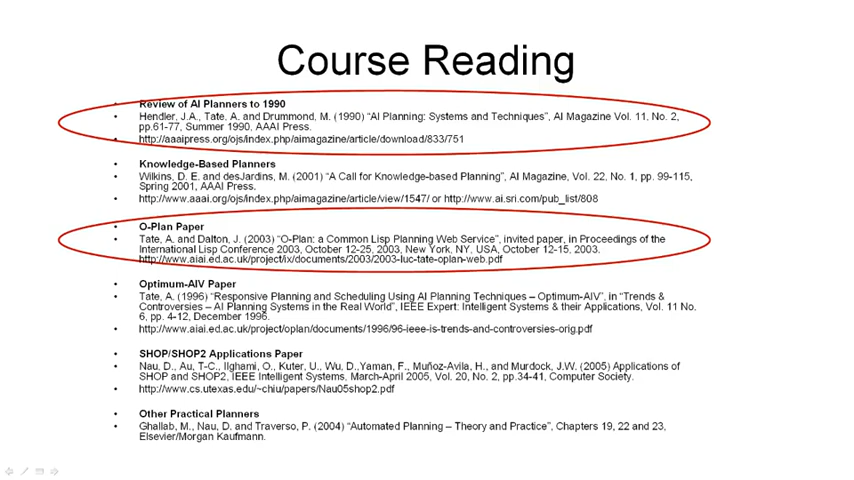 Course Reading
• Review of AI Planners to 1990
• Hendler, J.A., Tate, A. and Drummond, M. (1990) “AI Planning: Systems and Techniques”, AI Magazine Vol. 11, No. 2,
pp.61-77, Summer 1990, AAAI Press.
• http://aaaipress.org/ojs/index.php/aimagazine/article/download/833/751
• Knowledge-Based Planners
• Wilkins, D. E. and desJardins, M. (2001) “A Call for Knowledge-based Planning”, AI Magazine, Vol. 22, No. 1, pp. 99-115,
Spring 2001, AAAI Press.
• http://www.aaai.org/ojs/index.php/aimagazine/article/view/1547/ or http://www.ai.sri.com/pub_list/808
• O-Plan Paper
• Tate, A. and Dalton, J. (2003) “O-Plan: a Common Lisp Planning Web Service”, invited paper, in Proceedings of the
International Lisp Conference 2003, October 12-25, 2003, New York, NY, USA, October 12-15, 2003.
http://www.aiai.ed.ac.uk/project/ix/documents/2003/2003-luc-tate-oplan-web.pdf
• Optimum-AIV Paper
• Tate, A. (1996) “Responsive Planning and Scheduling Using AI Planning Techniques – Optimum-AIV”, in “Trends &
Controversies – AI Planning Systems in the Real World”, IEEE Expert: Intelligent Systems & their Applications, Vol. 11 No.
6, pp. 4-12, December 1996.
• http://www.aiai.ed.ac.uk/project/oplan/documents/1996/96-ieee-is-trends-and-controversies-orig.pdf
• SHOP/SHOP2 Applications Paper
• Nau, D., Au, T-C., Ilghami, O., Kuter, U., Wu, D.,Yaman, F., Muñoz-Avila, H., and Murdock, J.W. (2005) Applications of
SHOP and SHOP2, IEEE Intelligent Systems, March-April 2005, Vol. 20, No. 2, pp.34-41, Computer Society.
• http://www.cs.utexas.edu/~chiu/papers/Nau05shop2.pdf
• Other Practical Planners
• Ghallab, M., Nau, D. and Traverso, P. (2004) “Automated Planning – Theory and Practice”, Chapters 19, 22 and 23,
Elsevier/Morgan Kaufmann.